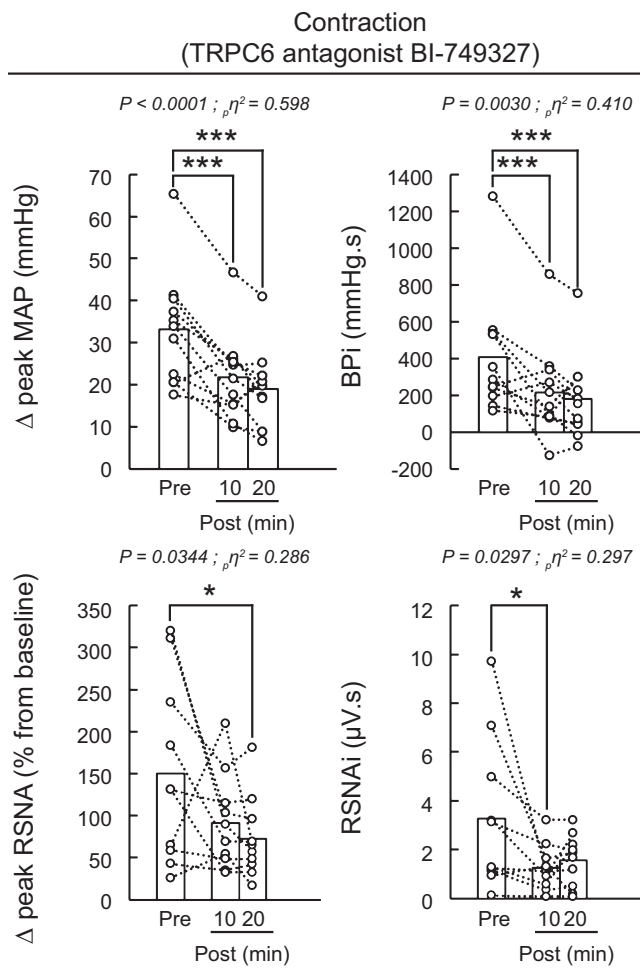 Contraction
(TRPC6 antagonist BI-749327)
P < 0.0001 ; ₚη² = 0.598
***
***
Δ peak MAP (mmHg)
70
60
50
40
30
20
10
0
Pre
10 20
Post (min)
P = 0.0030 ; ₚη² = 0.410
***
***
BPi (mmHg.s)
1400
1200
1000
800
600
400
200
0
-200
Pre
10 20
Post (min)
P = 0.0344 ; ₚη² = 0.286
*
Δ peak RSNA (% from baseline)
350
300
250
200
150
100
50
0
Pre
10 20
Post (min)
P = 0.0297 ; ₚη² = 0.297
*
RSNAi (µV.s)
12
10
8
6
4
2
0
Pre
10 20
Post (min)